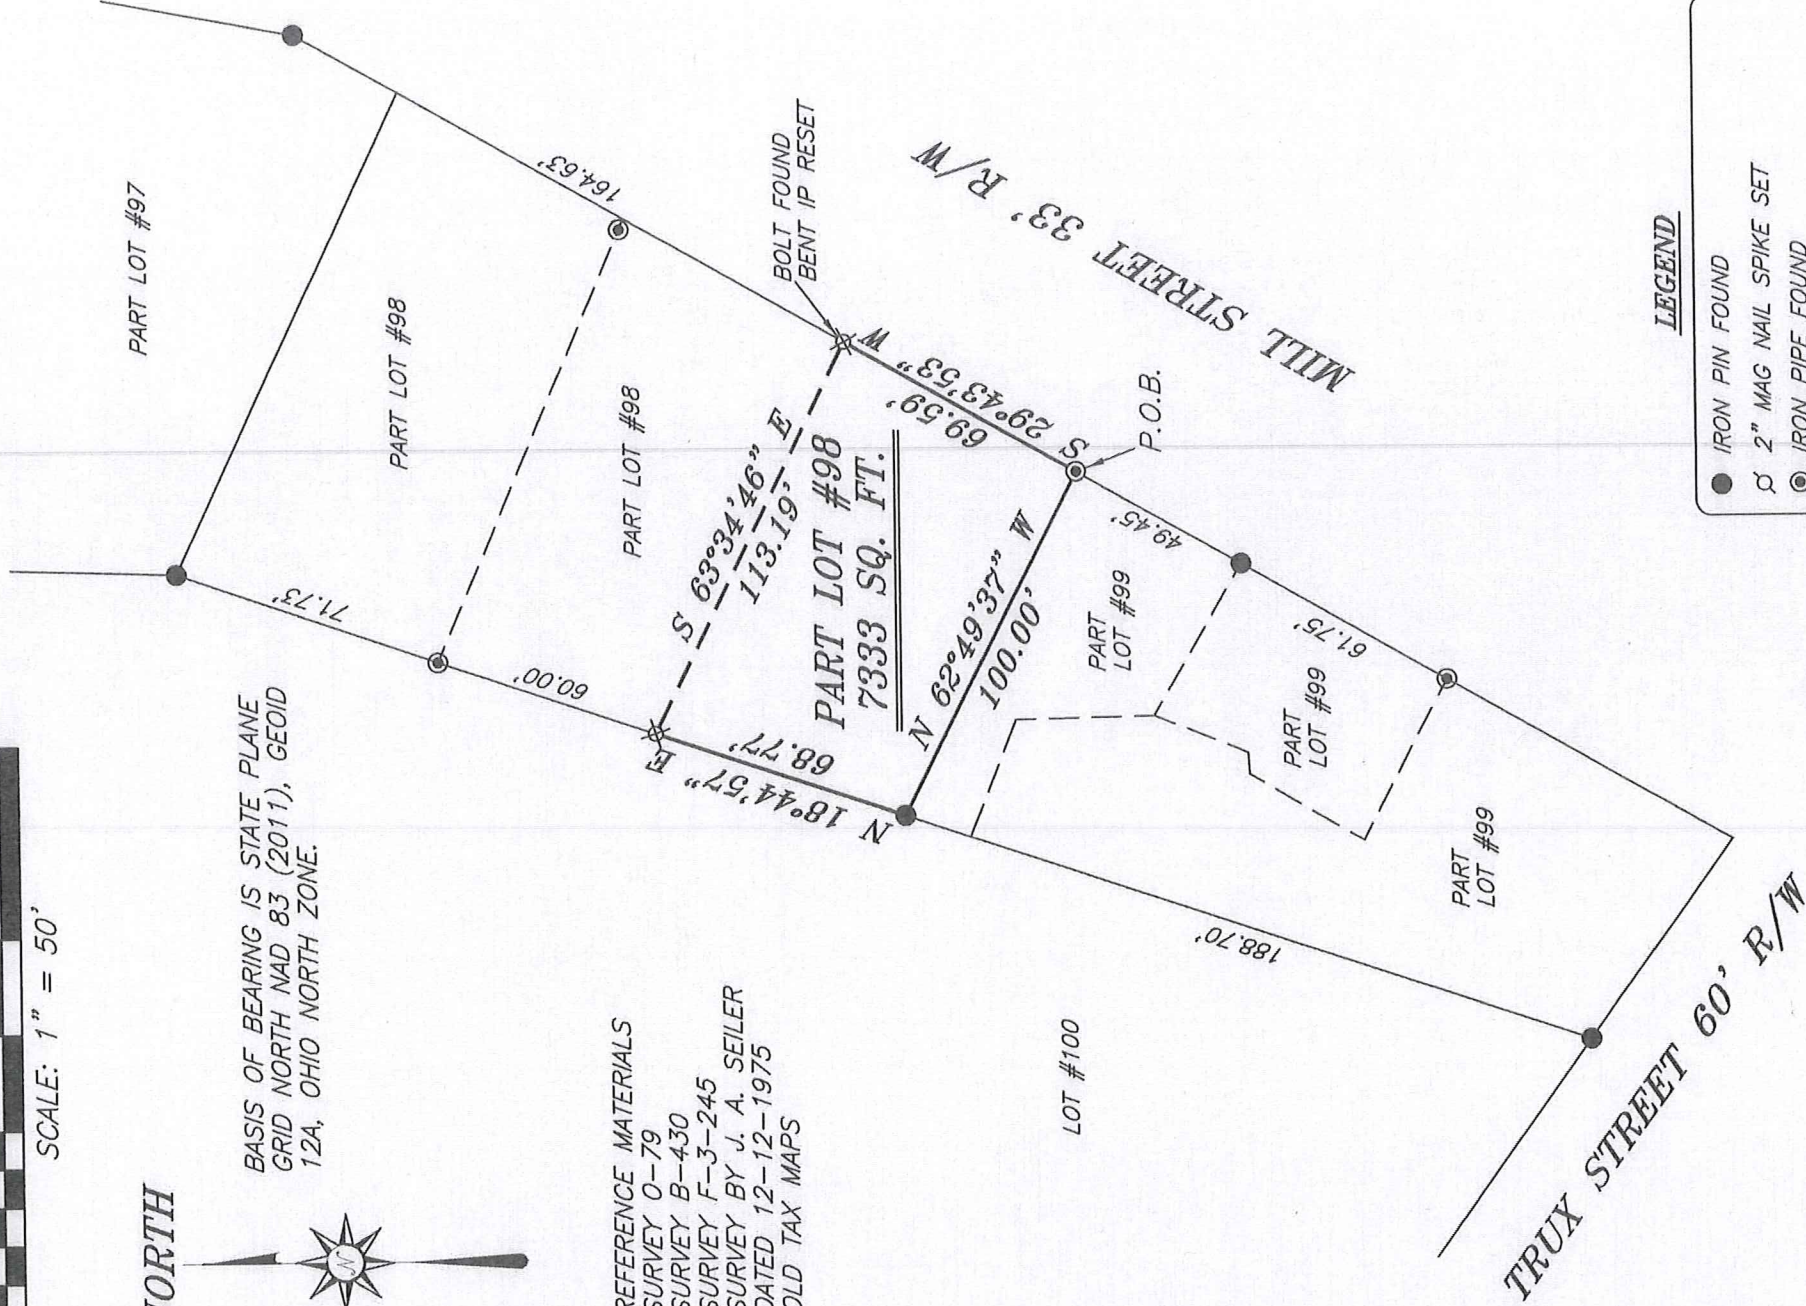 SCALE: 1" = 50'
NORTH
BASIS OF BEARING IS STATE PLANE
GRID NORTH NAD 83 (2011), GEOID
12A, OHIO NORTH ZONE.
N
REFERENCE MATERIALS
SURVEY O-79
SURVEY B-430
SURVEY F-3-245
SURVEY BY J. A. SEILER
DATED 12-12-1975
OLD TAX MAPS
PART LOT #97
PART LOT #98
71.73'
164.63'
PART LOT #98
60.00'
BOLT FOUND
BENT IP RESET
S 63°34'46" E
113.19'
PART LOT #98
7333 SQ. FT.
N 18°44'57" E
68.77'
S 29°43'53" W
69.59'
N 62°49'37" W
100.00'
P.O.B.
MILL STREET 33' R/W
49.45'
PART
LOT #99
61.75'
PART
LOT #99
PART
LOT #99
188.70'
LOT #100
TRUX STREET 60' R/W
LEGEND
IRON PIN FOUND
2" MAG NAIL SPIKE SET
IRON PIPE FOUND